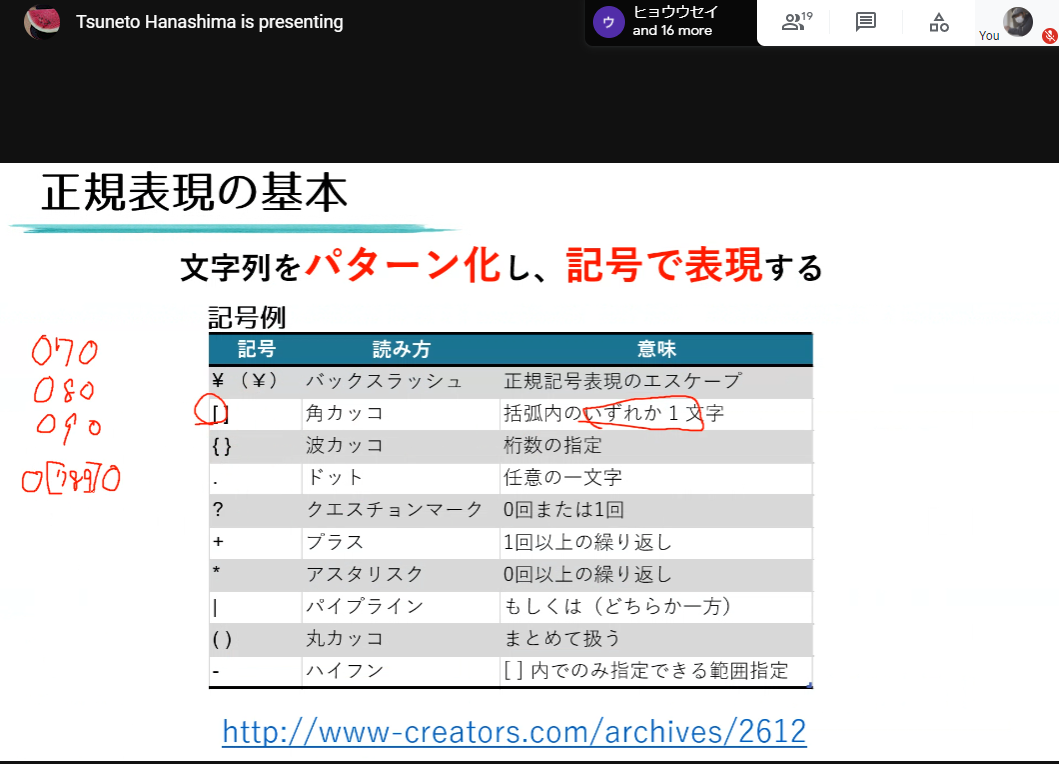 Tsuneto Hanashima is presenting
ウ
ヒョウウセイ
and 16 more
19
You
正規表現の基本
文字列をパターン化し、記号で表現する
記号例
記号 読み方 意味
¥ （￥） バックスラッシュ 正規記号表現のエスケープ
[ ] 角カッコ 括弧内のいずれか 1 文字
{ } 波カッコ 桁数の指定
. ドット 任意の一文字
? クエスチョンマーク 0回または1回
+ プラス 1回以上の繰り返し
* アスタリスク 0回以上の繰り返し
| パイプライン もしくは（どちらか一方）
( ) 丸カッコ まとめて扱う
- ハイフン [ ] 内でのみ指定できる範囲指定
070
080
090
0[789]0
http://www-creators.com/archives/2612